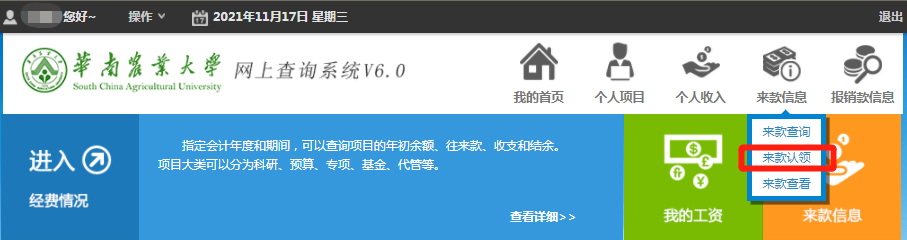 您好~ 操作 2021年11月17日 星期三 退出
華南農業大學 网上查询系统V6.0
South China Agricultural University
我的首页 个人项目 个人收入 来款信息 报销款信息
来款查询
来款认领
来款查看
进入
经费情况
指定会计年度和期间，可以查询项目的年初余额、往来款、收支和结余。
项目大类可以分为科研、预算、专项、基金、代管等。
查看详细>>
我的工资
来款信息